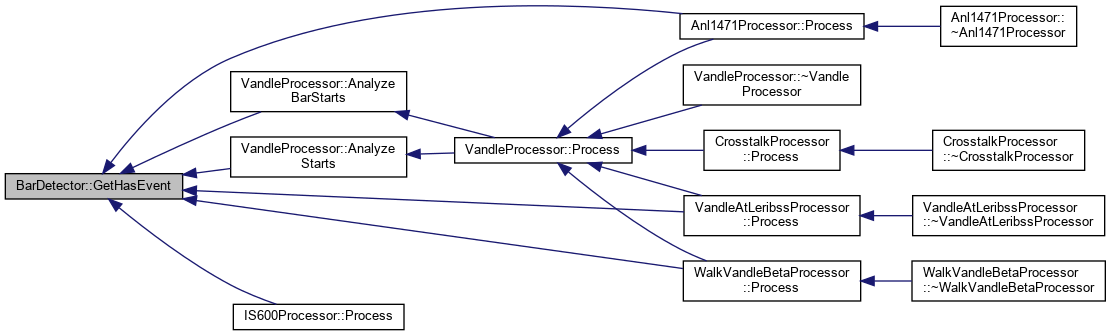 BarDetector::GetHasEvent
VandleProcessor::Analyze
BarStarts
VandleProcessor::Analyze
Starts
IS600Processor::Process
VandleProcessor::Process
Anl1471Processor::Process
VandleProcessor::~Vandle
Processor
CrosstalkProcessor
::Process
VandleAtLeribssProcessor
::Process
WalkVandleBetaProcessor
::Process
Anl1471Processor::
~Anl1471Processor
CrosstalkProcessor
::~CrosstalkProcessor
VandleAtLeribssProcessor
::~VandleAtLeribssProcessor
WalkVandleBetaProcessor
::~WalkVandleBetaProcessor